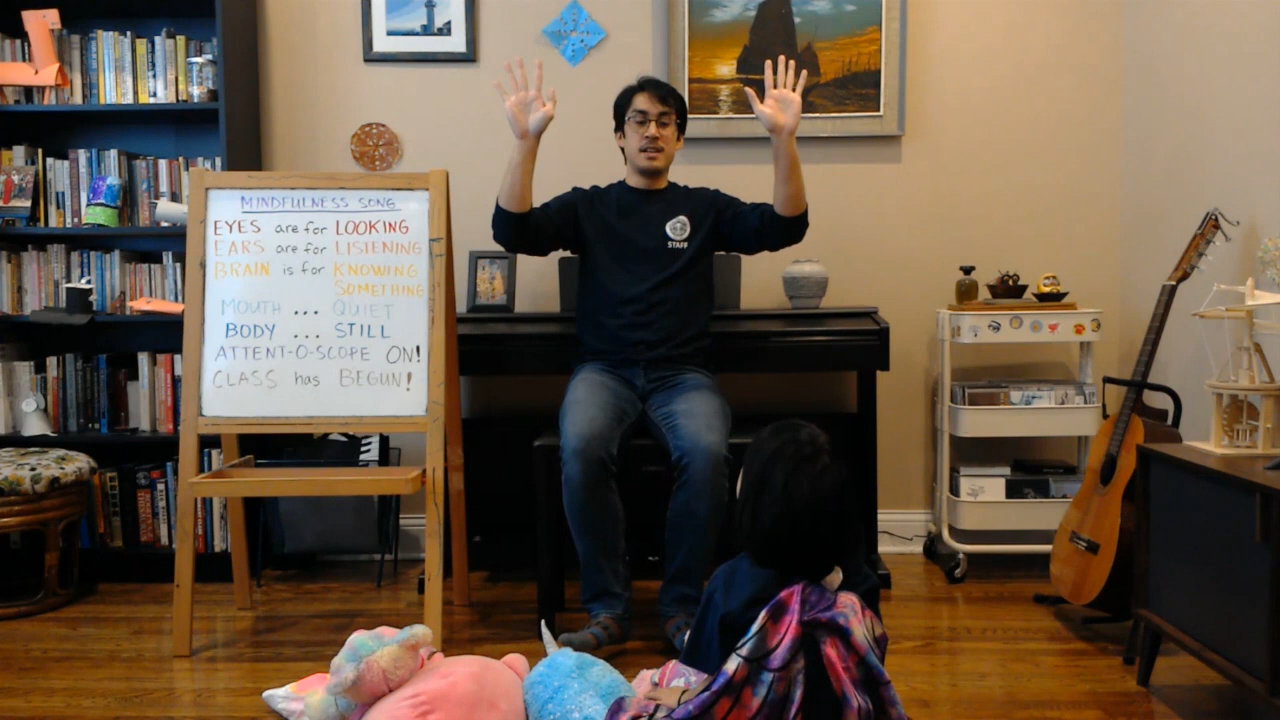 MINDFULNESS SONG
EYES are for LOOKING
EARS are for LISTENING
BRAIN is for KNOWING
SOMETHING
MOUTH ... QUIET
BODY ... STILL
ATTENT-O-SCOPE ON!
CLASS has BEGUN!
STAFF